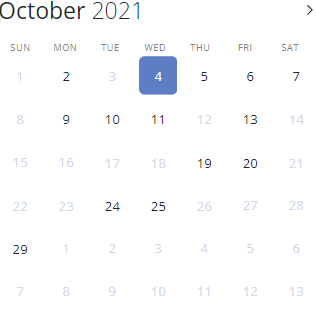 October 2021
SUN MON TUE WED THU FRI SAT
1 2 3 4 5 6 7
8 9 10 11 12 13 14
15 16 17 18 19 20 21
22 23 24 25 26 27 28
29 1 2 3 4 5 6
7 8 9 10 11 12 13